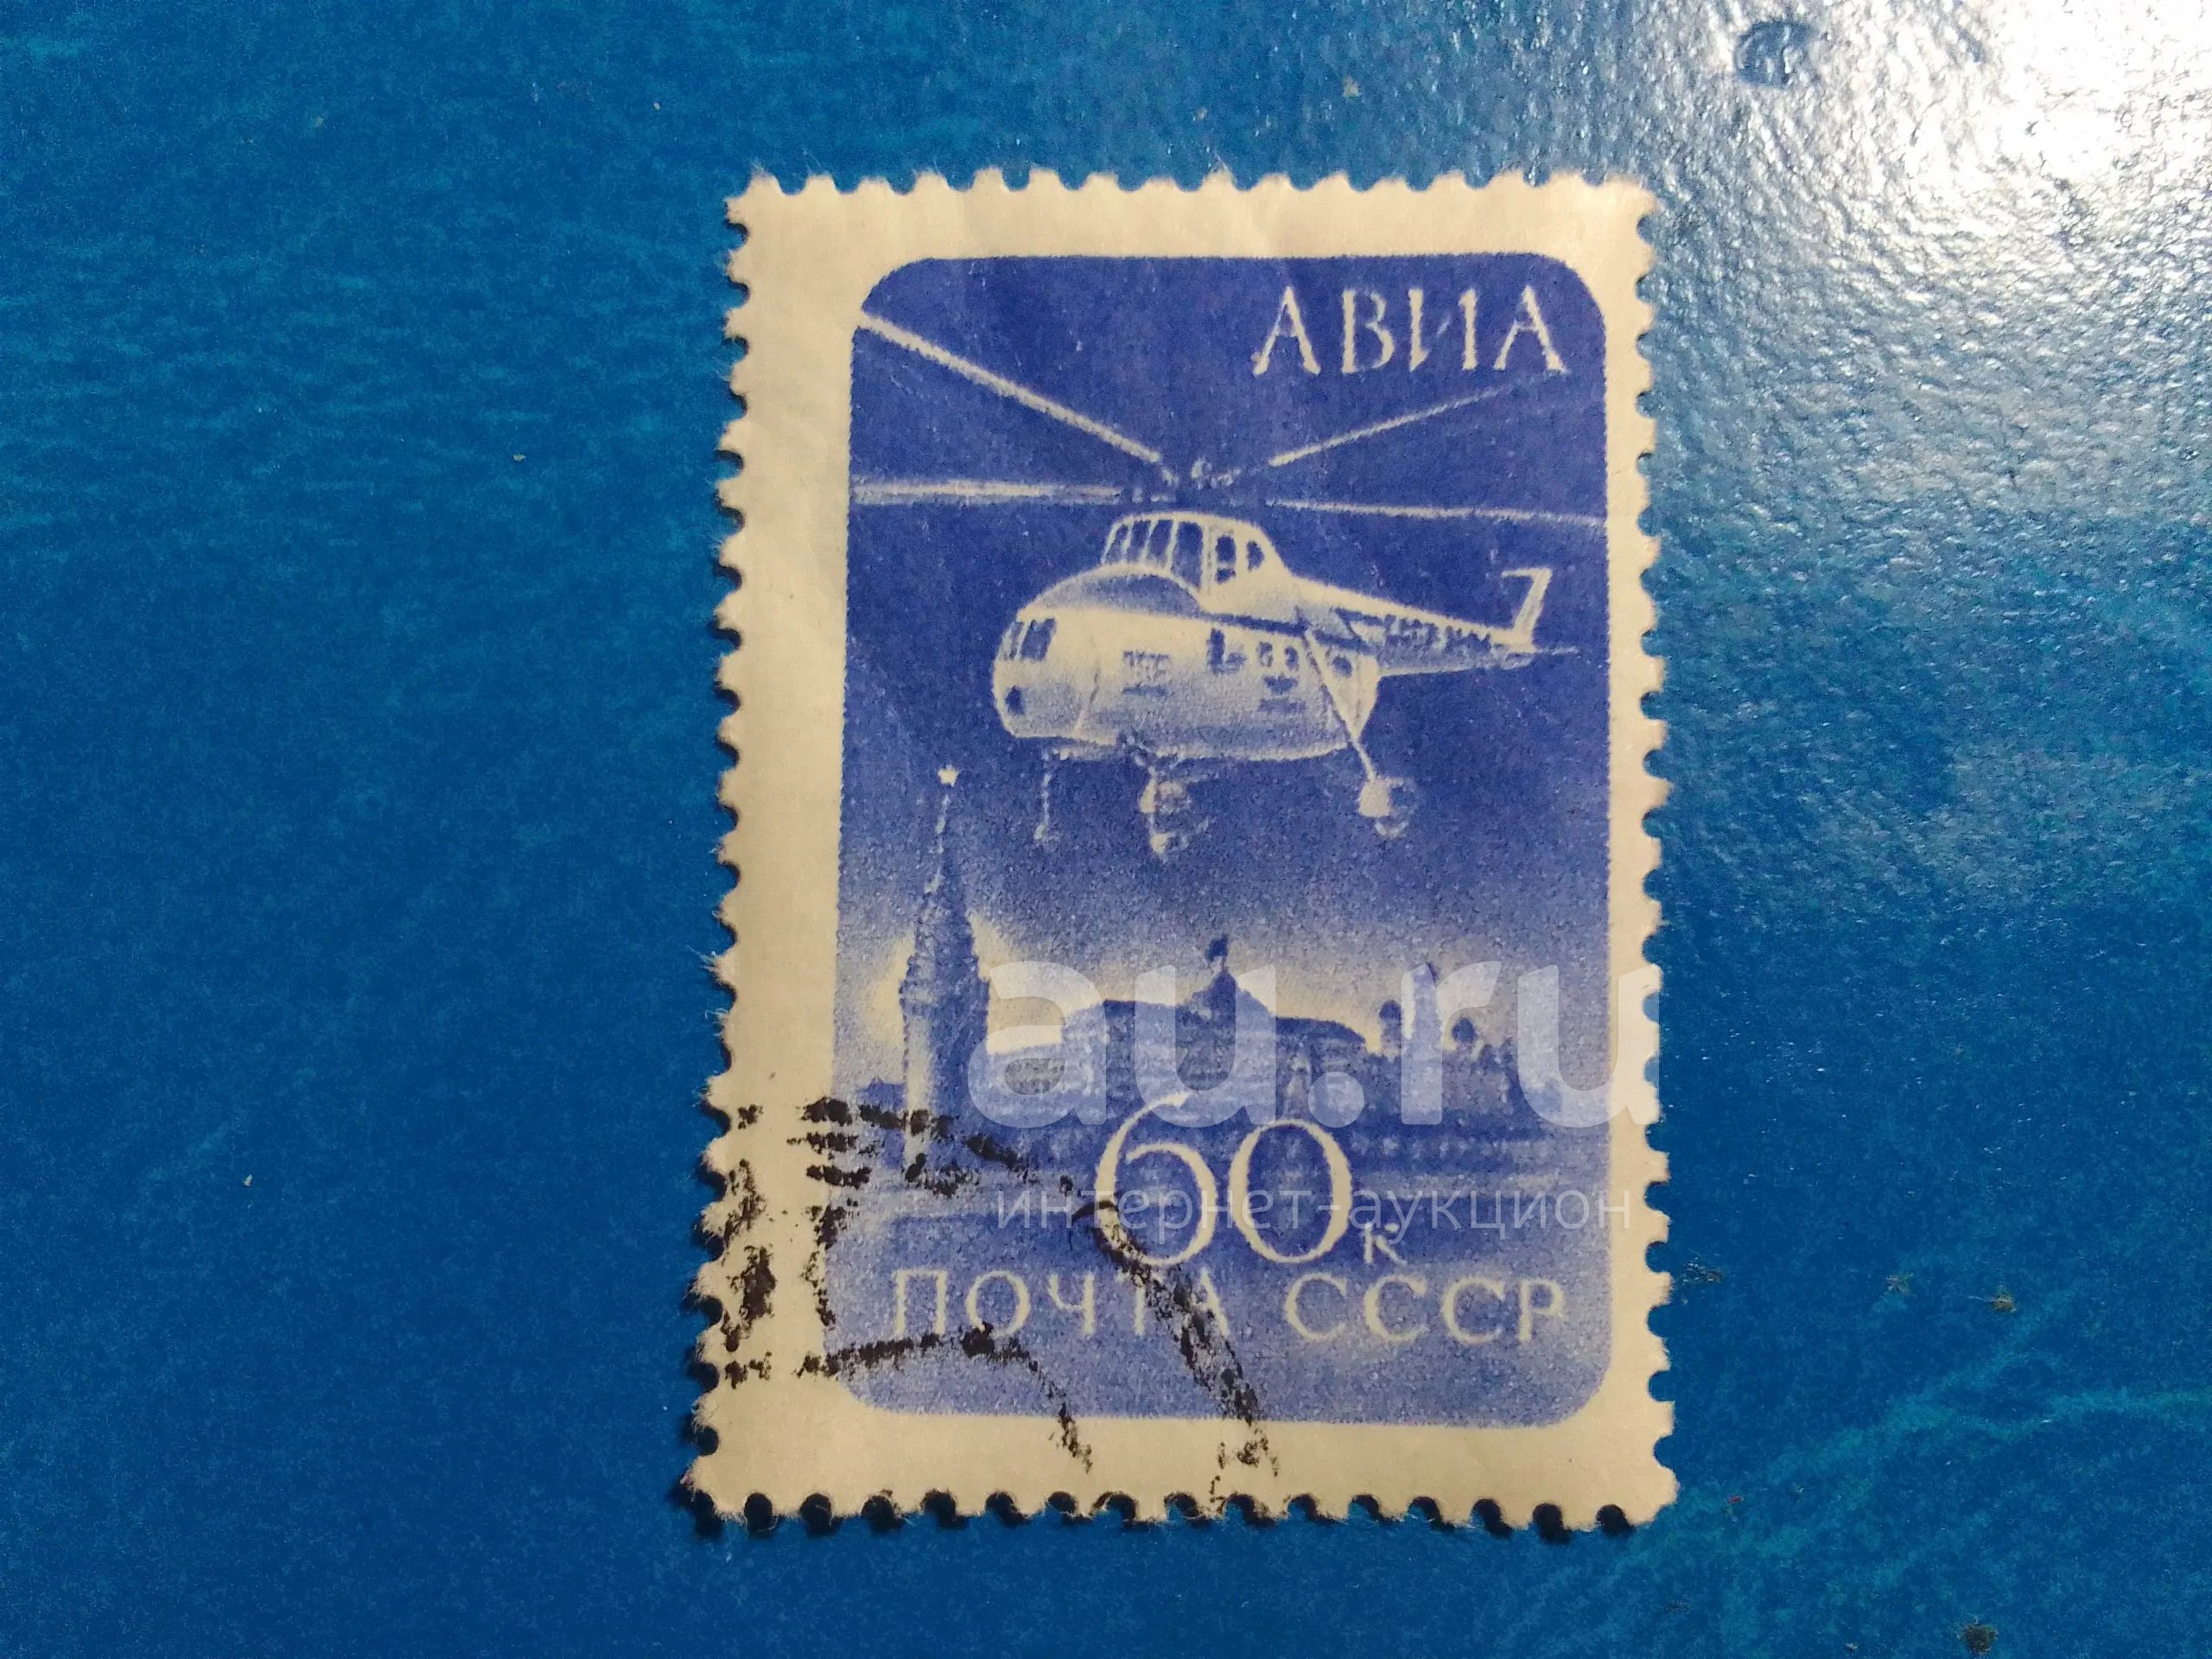 АВИА
au.ru
60к
интернет-аукцион
ПОЧТА СССР